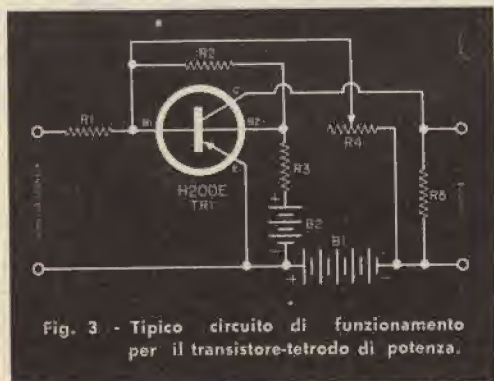 R2
R1
B1
C
B2
R4
E
H200E
TR1
R3
R5
B2
B1
+
-
+
-
Fig. 3 - Tipico circuito di funzionamento
per il transistore-tetrodo di potenza.